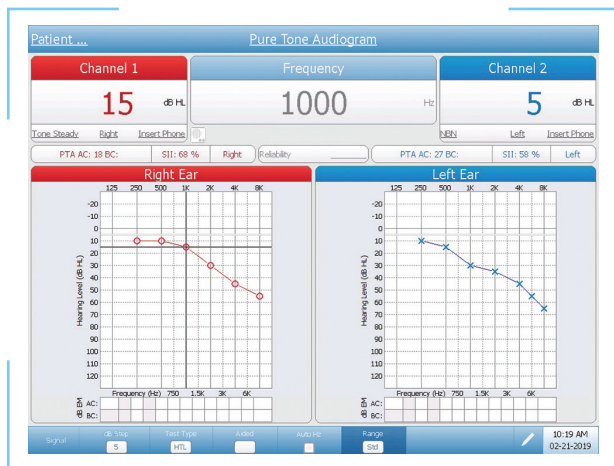 Patient ...
Pure Tone Audiogram
Channel 1
Frequency
Channel 2
15 dB HL
1000 Hz
5 dB HL
Tone Steady Right Insert Phone
NBN Left Insert Phone
PTA AC: 18 BC: SII: 68 % Right
Reliability
PTA AC: 27 BC: SII: 58 % Left
Right Ear
Left Ear
125 250 500 1K 2K 4K 8K
125 250 500 1K 2K 4K 8K
Hearing Level (dB HL)
-20
-10
0
10
20
30
40
50
60
70
80
90
100
110
120
Hearing Level (dB HL)
-20
-10
0
10
20
30
40
50
60
70
80
90
100
110
120
Frequency (Hz) 750 1.5K 3K 6K
Frequency (Hz) 750 1.5K 3K 6K
dB EM
AC:
BC:
dB EM
AC:
BC:
Signal
dB Step
5
Test Type
HTL
Aided
Auto Hz
Range
Std
10:19 AM
02-21-2019